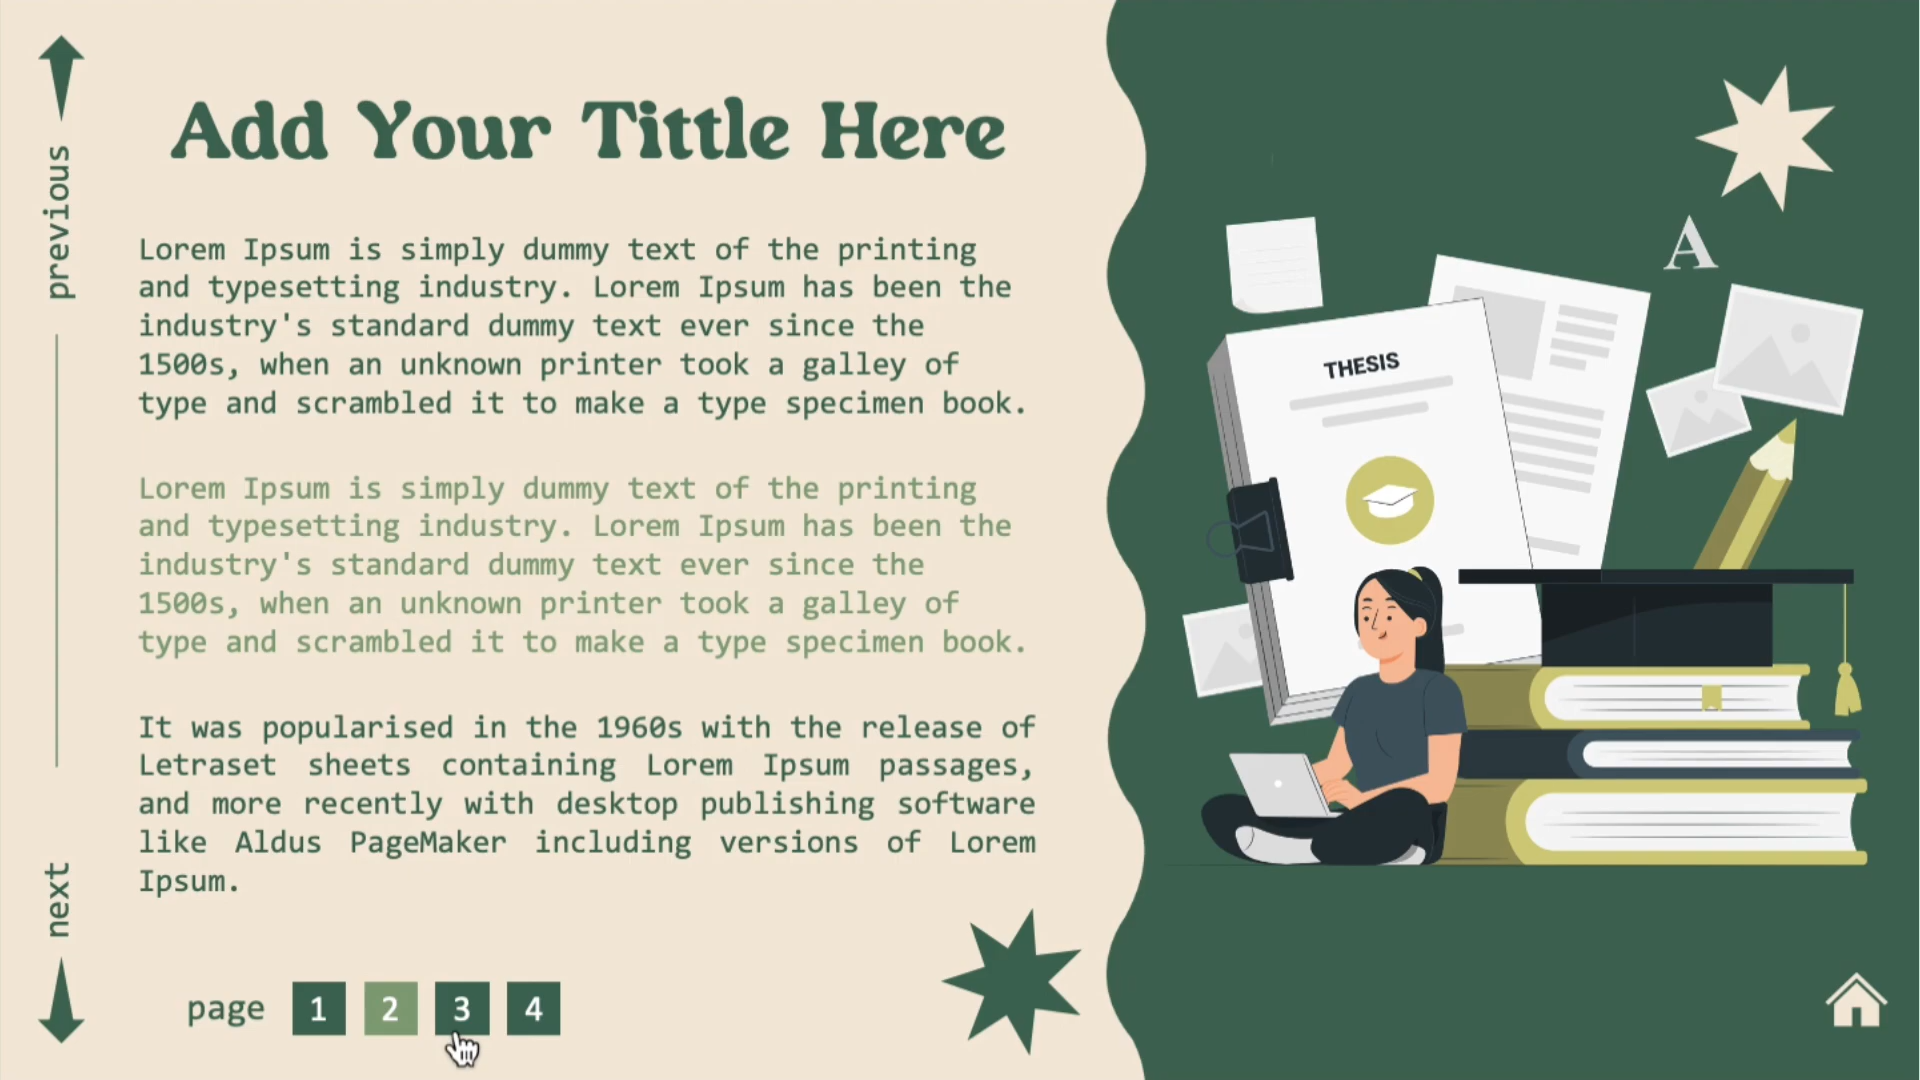 previous
next
Add Your Tittle Here
Lorem Ipsum is simply dummy text of the printing
and typesetting industry. Lorem Ipsum has been the
industry's standard dummy text ever since the
1500s, when an unknown printer took a galley of
type and scrambled it to make a type specimen book.
Lorem Ipsum is simply dummy text of the printing
and typesetting industry. Lorem Ipsum has been the
industry's standard dummy text ever since the
1500s, when an unknown printer took a galley of
type and scrambled it to make a type specimen book.
It was popularised in the 1960s with the release of
Letraset sheets containing Lorem Ipsum passages,
and more recently with desktop publishing software
like Aldus PageMaker including versions of Lorem
Ipsum.
page 1 2 3 4
A
THESIS